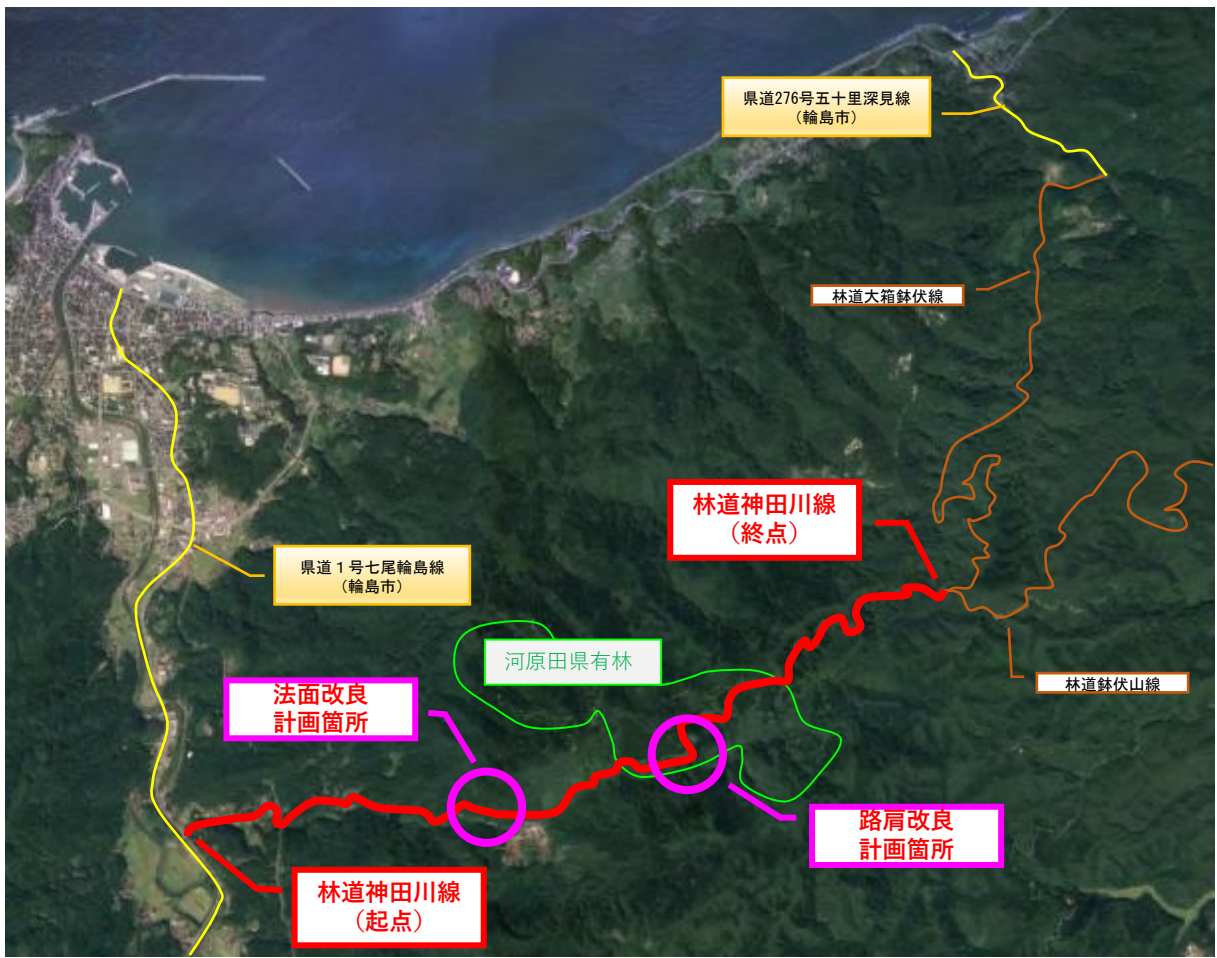 県道276号五十里深見線
（輪島市）
林道大箱鉢伏線
林道神田川線
（終点）
県道１号七尾輪島線
（輪島市）
河原田県有林
林道鉢伏山線
法面改良
計画箇所
路肩改良
計画箇所
林道神田川線
（起点）